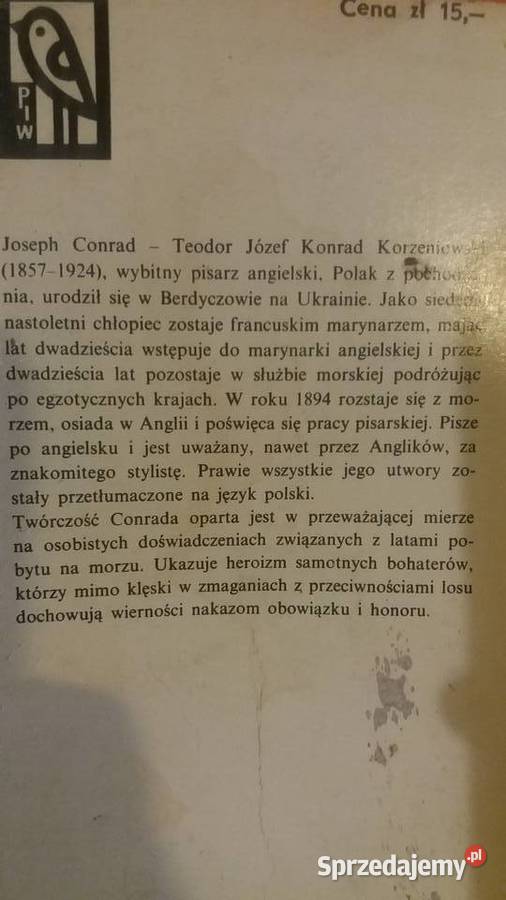 Cena zł 15,–
PIW
Joseph Conrad – Teodor Józef Konrad Korzeniowski
(1857–1924), wybitny pisarz angielski, Polak z pochodze-
nia, urodził się w Berdyczowie na Ukrainie. Jako siedem-
nastoletni chłopiec zostaje francuskim marynarzem, mając
lat dwadzieścia wstępuje do marynarki angielskiej i przez
dwadzieścia lat pozostaje w służbie morskiej podróżując
po egzotycznych krajach. W roku 1894 rozstaje się z mo-
rzem, osiada w Anglii i poświęca się pracy pisarskiej. Pisze
po angielsku i jest uważany, nawet przez Anglików, za
znakomitego stylistę. Prawie wszystkie jego utwory zo-
stały przetłumaczone na język polski.
Twórczość Conrada oparta jest w przeważającej mierze
na osobistych doświadczeniach związanych z latami po-
bytu na morzu. Ukazuje heroizm samotnych bohaterów,
którzy mimo klęski w zmaganiach z przeciwnościami losu
dochowują wierności nakazom obowiązku i honoru.
Sprzedajemy.pl